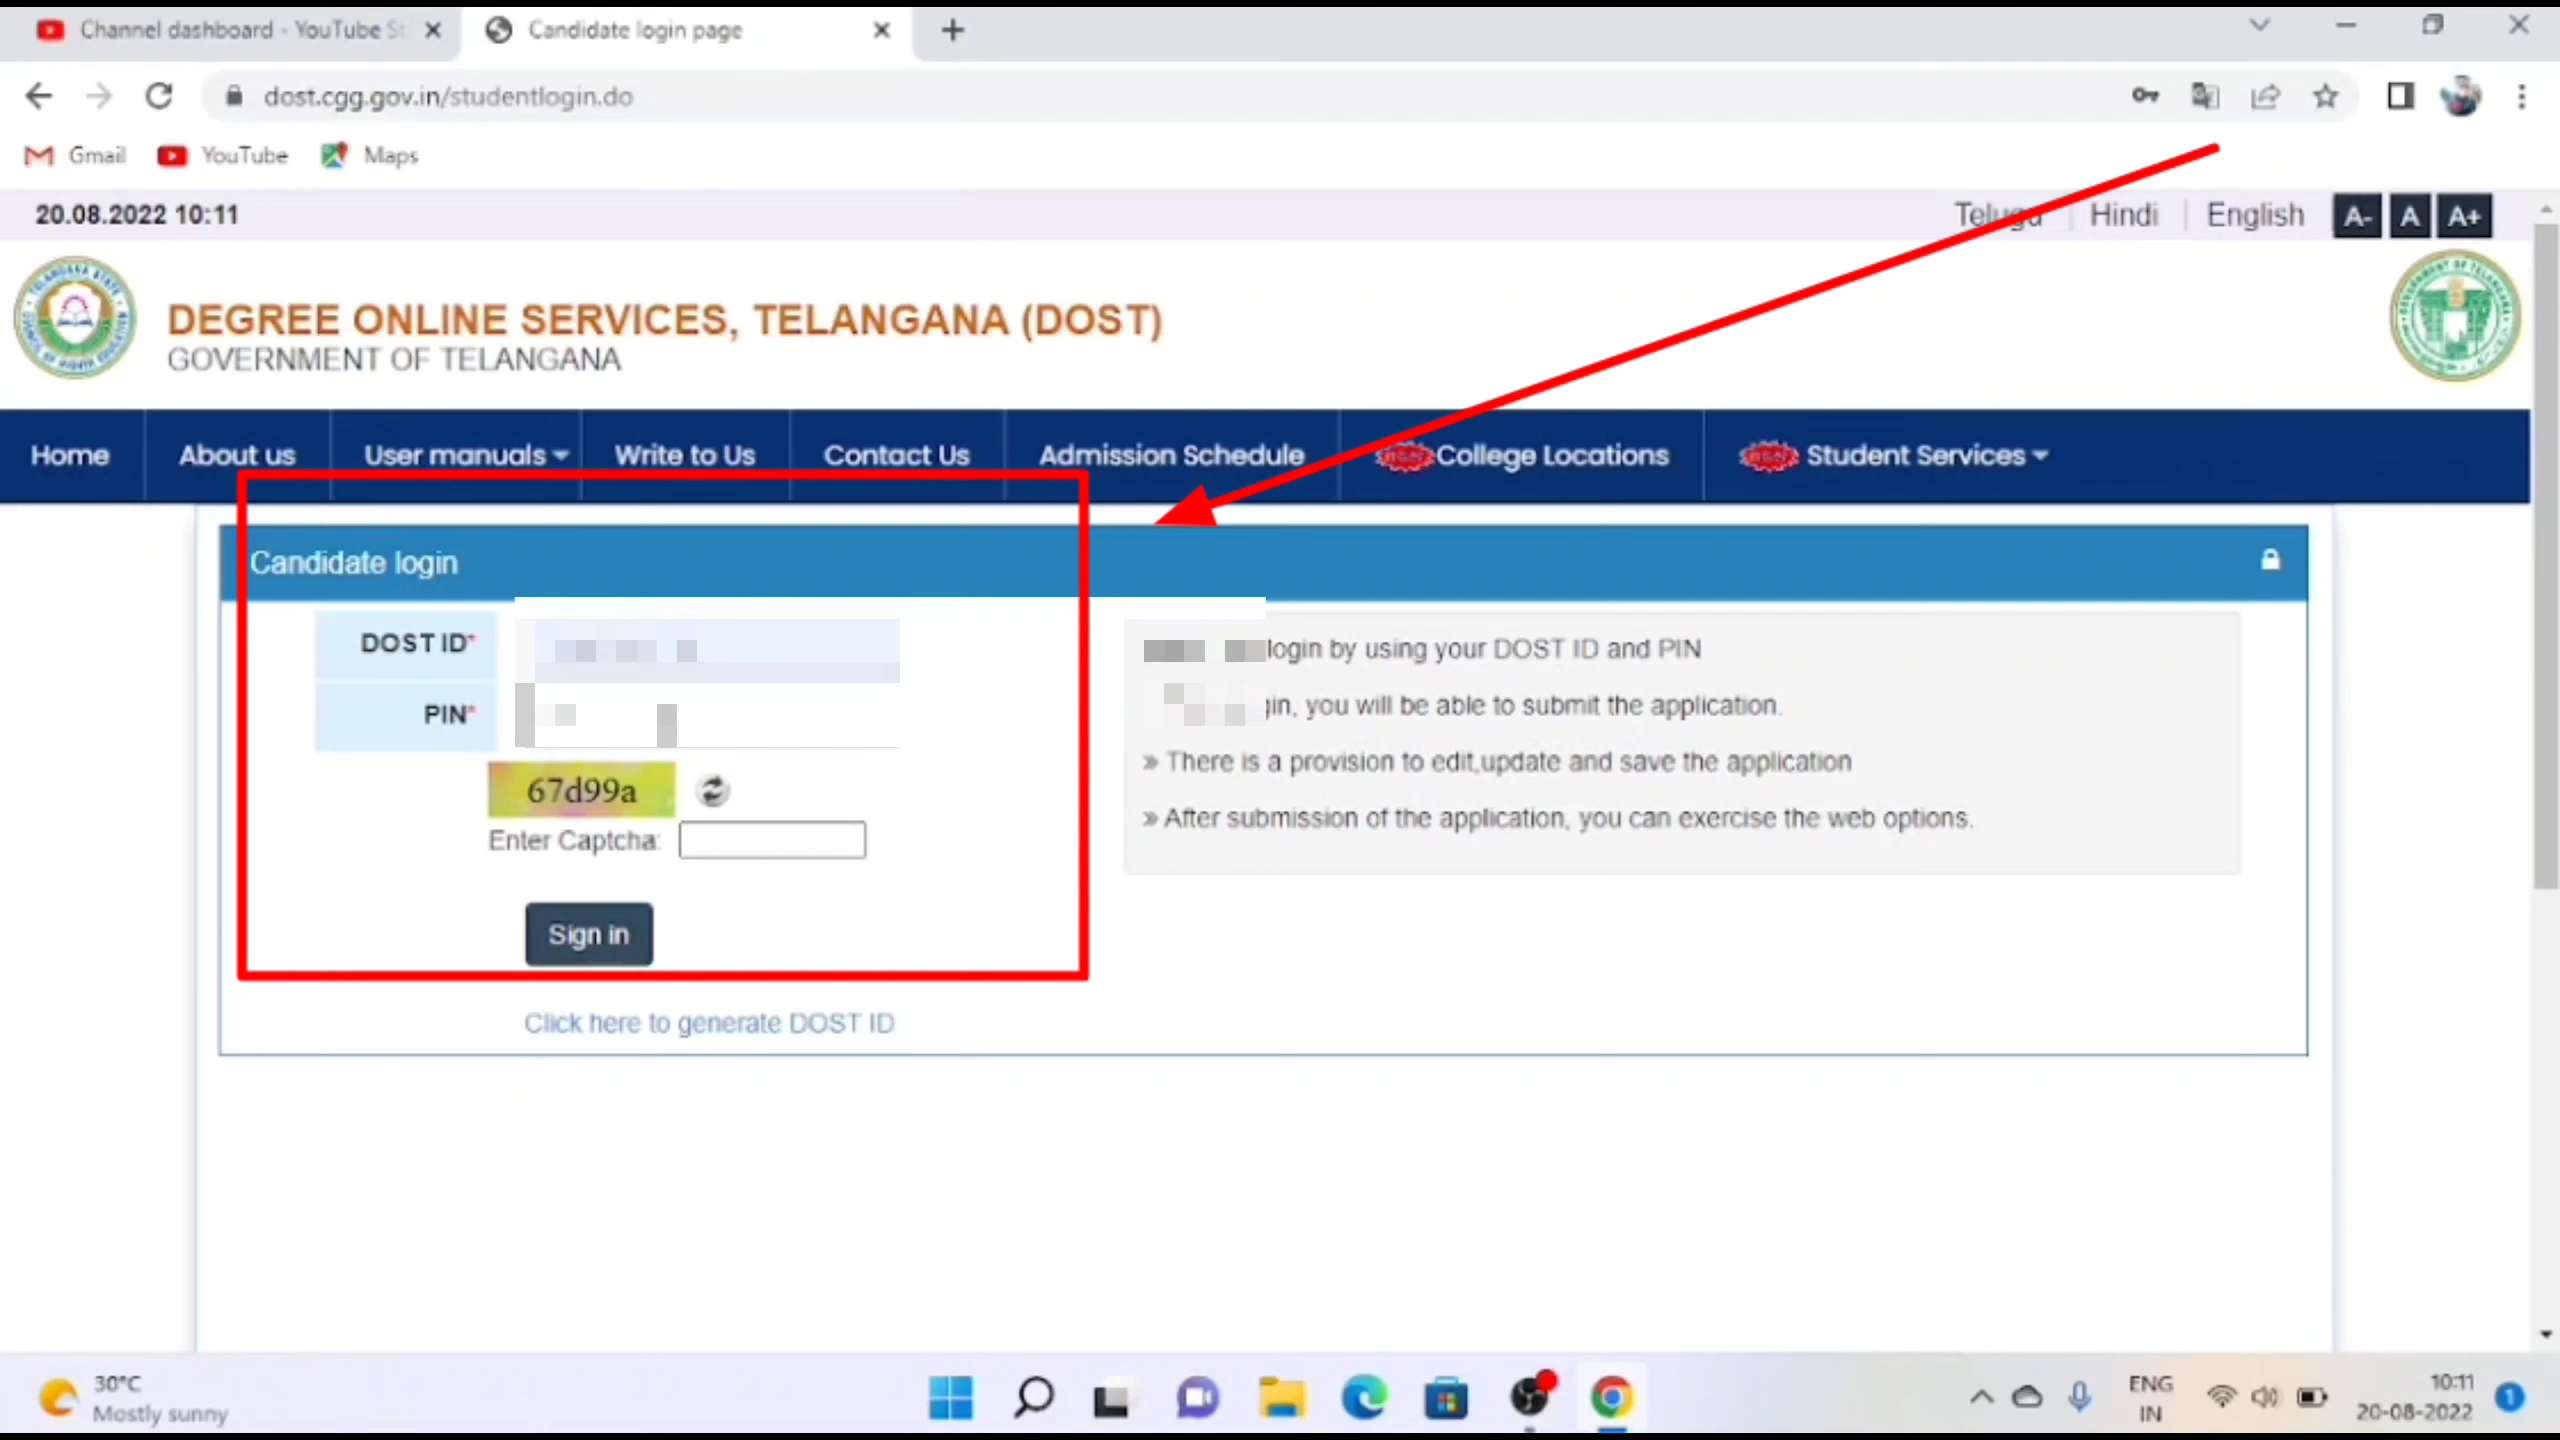 Channel dashboard - YouTube St
Candidate login page
dost.cgg.gov.in/studentlogin.do
Gmail YouTube Maps
20.08.2022 10:11
Telugu Hindi English A- A A+
DEGREE ONLINE SERVICES, TELANGANA (DOST)
GOVERNMENT OF TELANGANA
Home About us User manuals Write to Us Contact Us Admission Schedule College Locations Student Services
Candidate login
DOST ID*
PIN*
67d99a
Enter Captcha:
Sign in
Click here to generate DOST ID
login by using your DOST ID and PIN
gin, you will be able to submit the application.
» There is a provision to edit,update and save the application
» After submission of the application, you can exercise the web options.
30°C
Mostly sunny
ENG
IN
10:11
20-08-2022
1